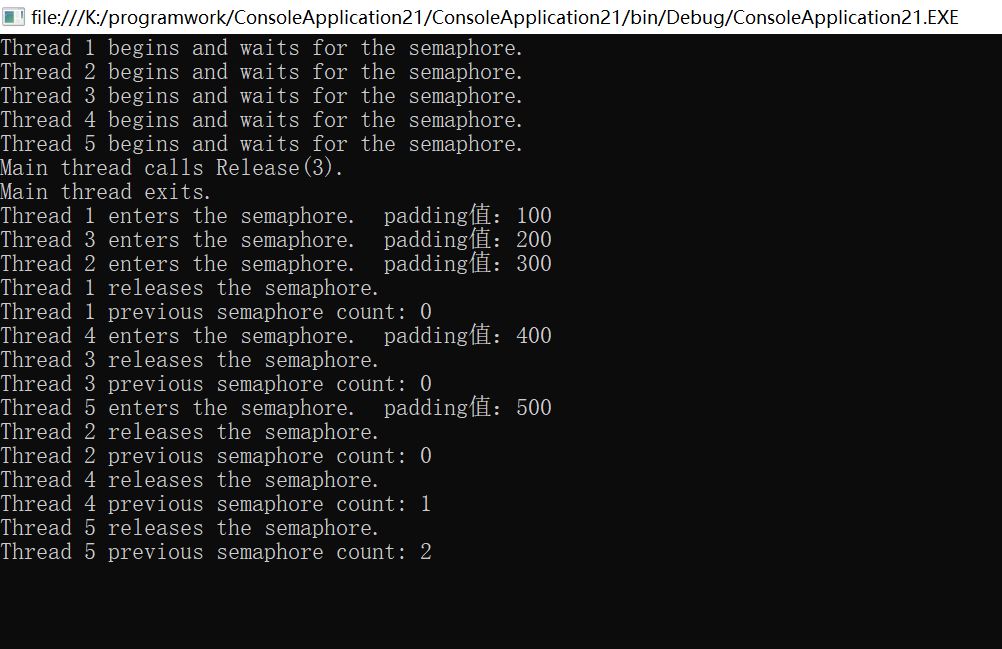 file:///K:/programwork/ConsoleApplication21/ConsoleApplication21/bin/Debug/ConsoleApplication21.EXE
Thread 1 begins and waits for the semaphore.
Thread 2 begins and waits for the semaphore.
Thread 3 begins and waits for the semaphore.
Thread 4 begins and waits for the semaphore.
Thread 5 begins and waits for the semaphore.
Main thread calls Release(3).
Main thread exits.
Thread 1 enters the semaphore.  padding值：100
Thread 3 enters the semaphore.  padding值：200
Thread 2 enters the semaphore.  padding值：300
Thread 1 releases the semaphore.
Thread 1 previous semaphore count: 0
Thread 4 enters the semaphore.  padding值：400
Thread 3 releases the semaphore.
Thread 3 previous semaphore count: 0
Thread 5 enters the semaphore.  padding值：500
Thread 2 releases the semaphore.
Thread 2 previous semaphore count: 0
Thread 4 releases the semaphore.
Thread 4 previous semaphore count: 1
Thread 5 releases the semaphore.
Thread 5 previous semaphore count: 2